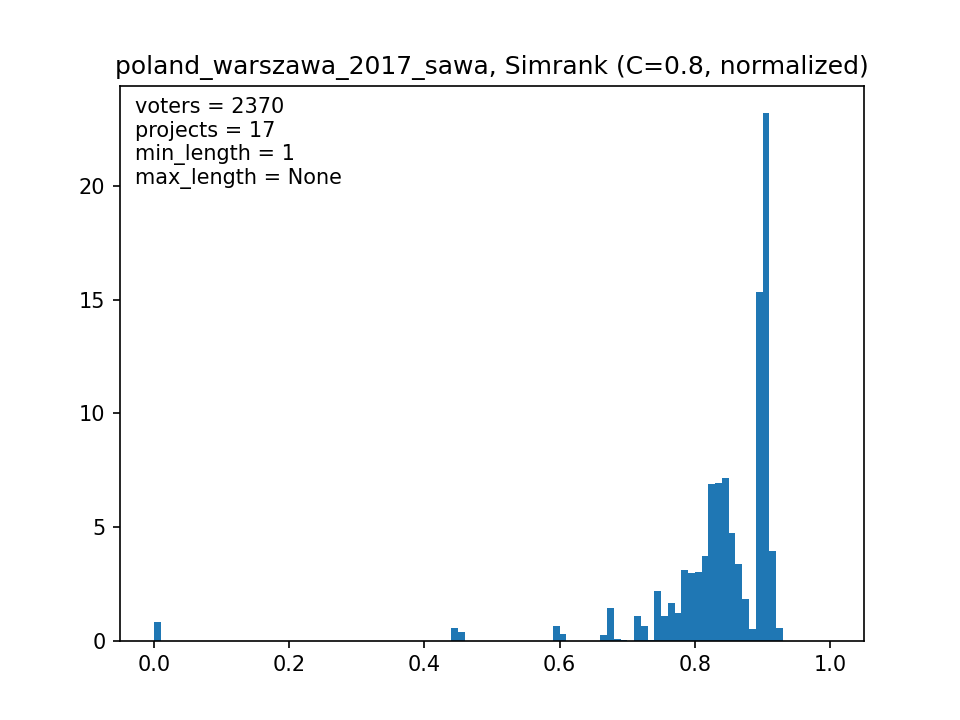 poland_warszawa_2017_sawa, Simrank (C=0.8, normalized)
voters = 2370
projects = 17
min_length = 1
max_length = None
20
15
10
5
0
0.0 0.2 0.4 0.6 0.8 1.0